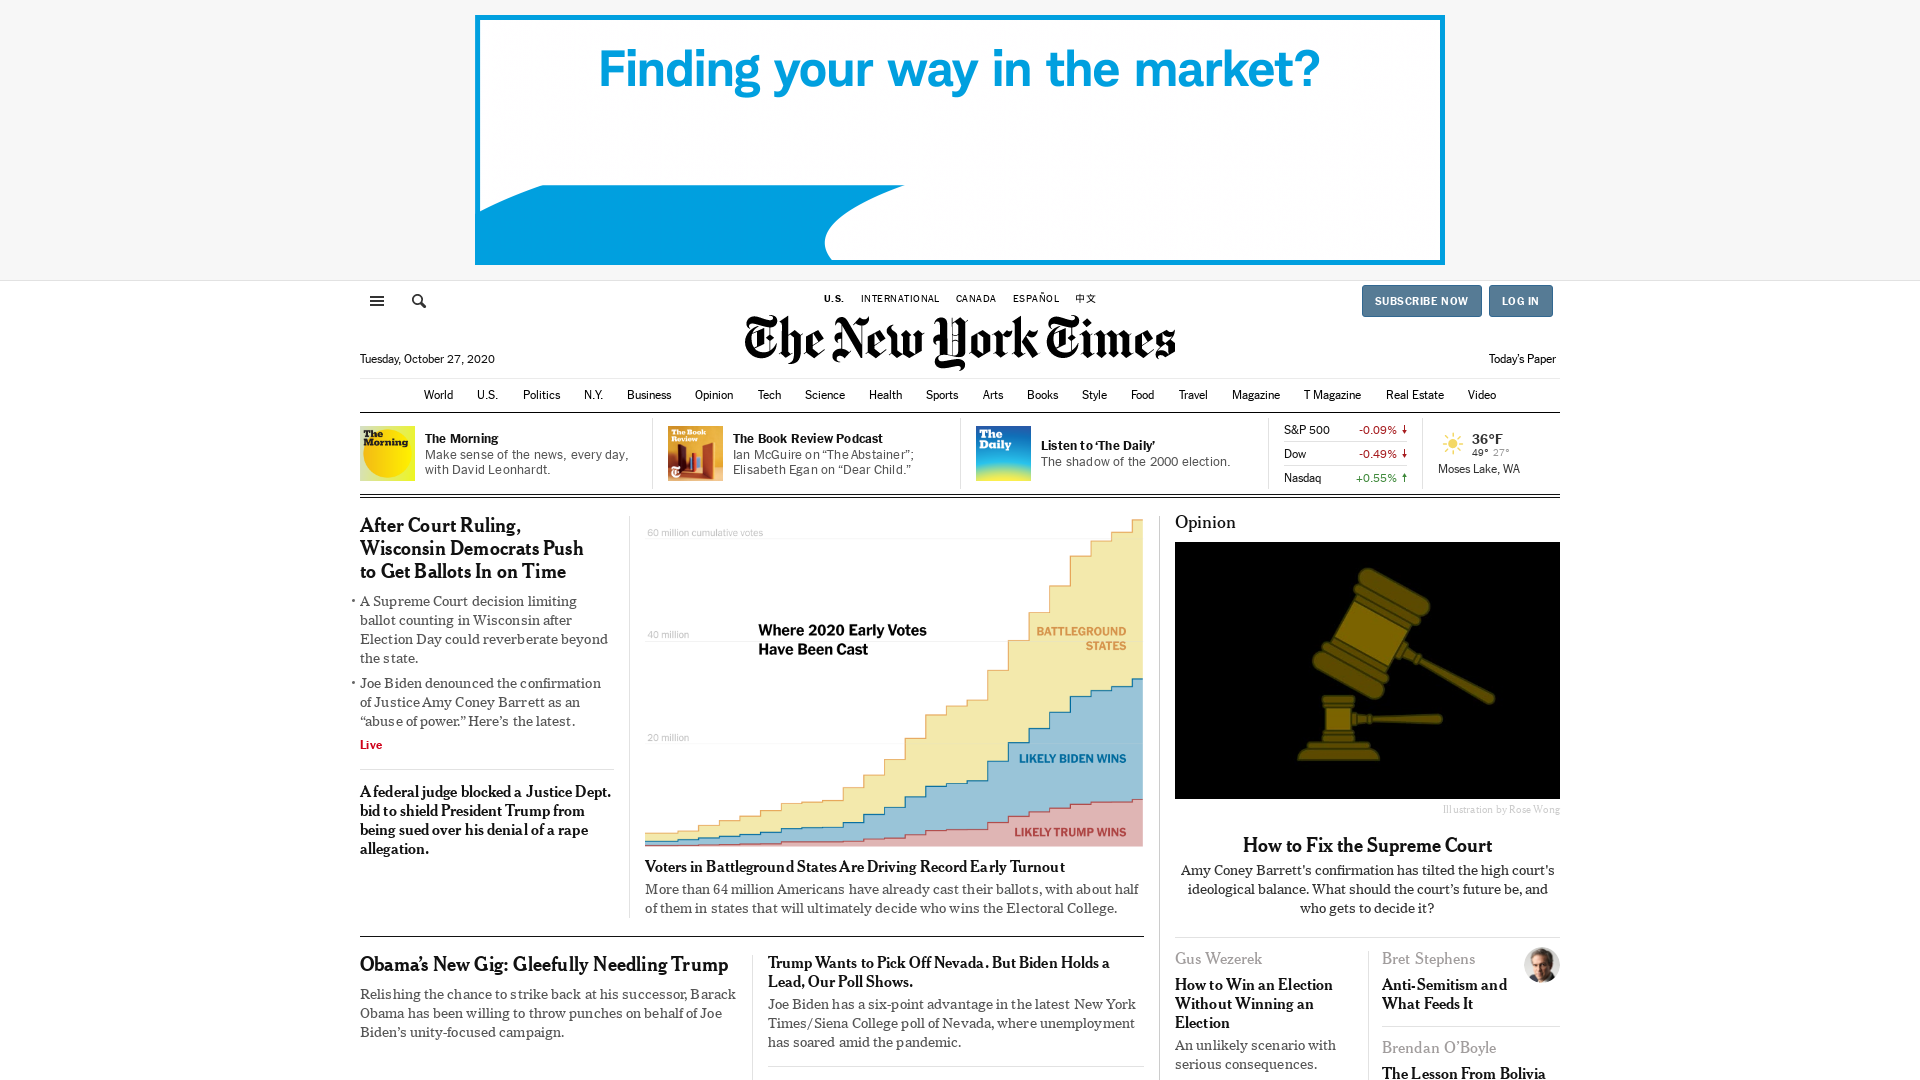 Finding your way in the market?
U.S. INTERNATIONAL CANADA ESPAÑOL 中文
SUBSCRIBE NOW LOG IN
The New York Times
Tuesday, October 27, 2020
Today's Paper
World U.S. Politics N.Y. Business Opinion Tech Science Health Sports Arts Books Style Food Travel Magazine T Magazine Real Estate Video
The Morning
The Morning
Make sense of the news, every day,
with David Leonhardt.
The Book Review
The Book Review Podcast
Ian McGuire on “The Abstainer”;
Elisabeth Egan on “Dear Child.”
The Daily
Listen to ‘The Daily’
The shadow of the 2000 election.
S&P 500 -0.09% ↓
Dow -0.49% ↓
Nasdaq +0.55% ↑
36°F
49° 27°
Moses Lake, WA
After Court Ruling,
Wisconsin Democrats Push
to Get Ballots In on Time
• A Supreme Court decision limiting
ballot counting in Wisconsin after
Election Day could reverberate beyond
the state.
• Joe Biden denounced the confirmation
of Justice Amy Coney Barrett as an
“abuse of power.” Here’s the latest.
Live
A federal judge blocked a Justice Dept.
bid to shield President Trump from
being sued over his denial of a rape
allegation.
60 million cumulative votes
40 million
20 million
Where 2020 Early Votes
Have Been Cast
BATTLEGROUND
STATES
LIKELY BIDEN WINS
LIKELY TRUMP WINS
Voters in Battleground States Are Driving Record Early Turnout
More than 64 million Americans have already cast their ballots, with about half
of them in states that will ultimately decide who wins the Electoral College.
Obama’s New Gig: Gleefully Needling Trump
Relishing the chance to strike back at his successor, Barack
Obama has been willing to throw punches on behalf of Joe
Biden’s unity-focused campaign.
Trump Wants to Pick Off Nevada. But Biden Holds a
Lead, Our Poll Shows.
Joe Biden has a six-point advantage in the latest New York
Times/Siena College poll of Nevada, where unemployment
has soared amid the pandemic.
Opinion
Illustration by Rose Wong
How to Fix the Supreme Court
Amy Coney Barrett's confirmation has tilted the high court's
ideological balance. What should the court’s future be, and
who gets to decide it?
Gus Wezerek
How to Win an Election
Without Winning an
Election
An unlikely scenario with
serious consequences.
Bret Stephens
Anti-Semitism and
What Feeds It
Brendan O’Boyle
The Lesson From Bolivia